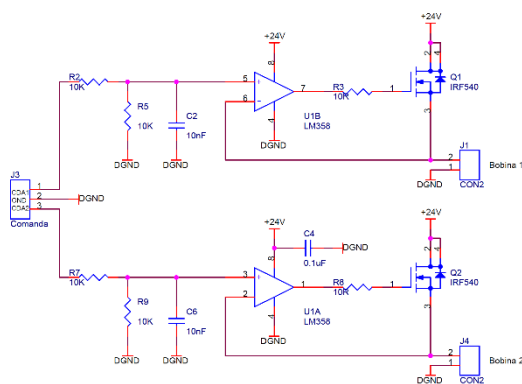 +24V
+24V
8
2
4
R2
10K
5
6
7
R3
10R
1
Q1
IRF540
3
R5
10K
C2
10nF
4
U1B
LM358
DGND
DGND
DGND
J1
2
1
Bobina 1
DGND
CON2
J3
CDA1
GND
CDA2
1
2
3
DGND
Comanda
+24V
+24V
C4
0.1uF
DGND
8
2
4
R7
10K
3
2
1
R8
10R
1
Q2
IRF540
3
R9
10K
C6
10nF
4
U1A
LM358
DGND
DGND
DGND
J4
2
1
Bobina 2
DGND
CON2